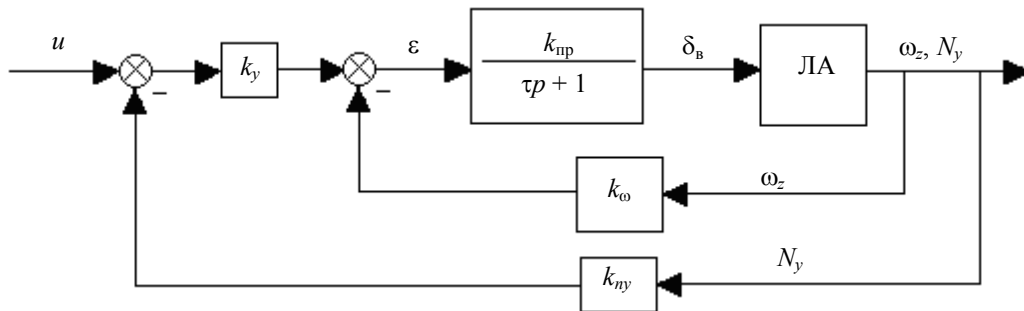 u
−
k_y
−
ε
k_пр
τp + 1
δ_в
ЛА
ω_z, N_y
k_ω
ω_z
k_ny
N_y